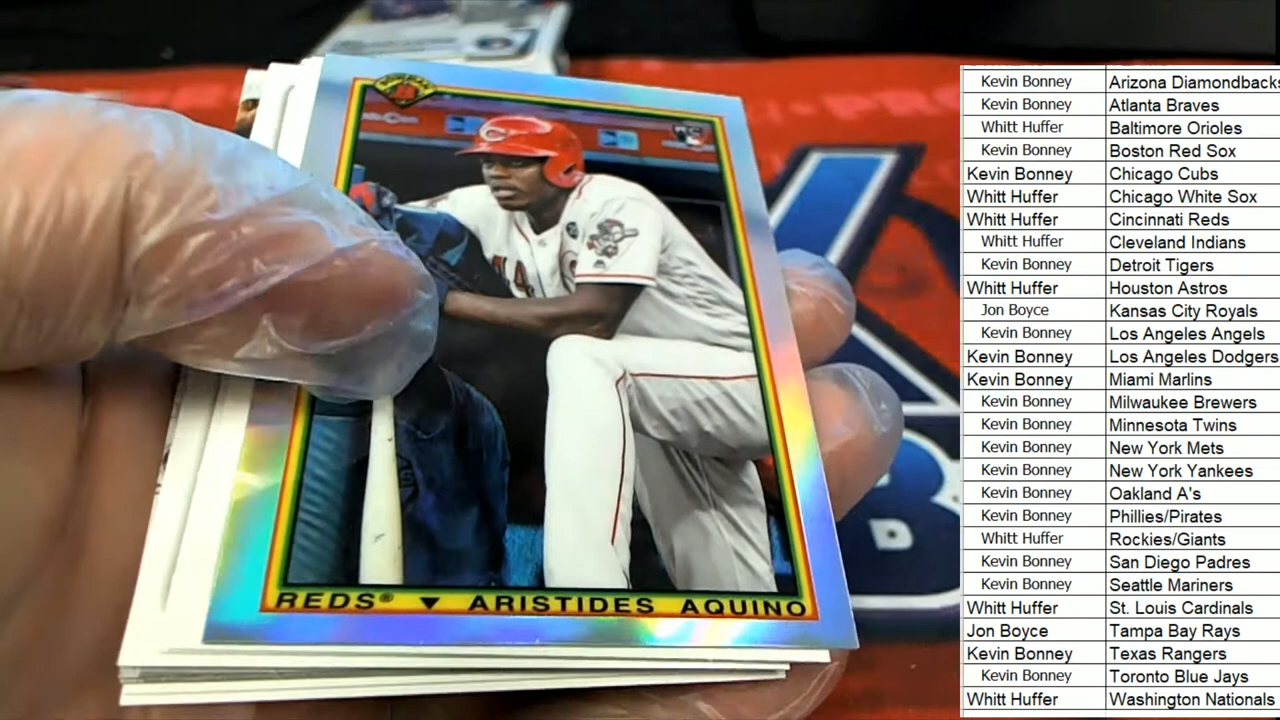 REDS® ▼ ARISTIDES AQUINO
RC
Kevin Bonney Arizona Diamondbacks
Kevin Bonney Atlanta Braves
Whitt Huffer Baltimore Orioles
Kevin Bonney Boston Red Sox
Kevin Bonney Chicago Cubs
Whitt Huffer Chicago White Sox
Whitt Huffer Cincinnati Reds
Whitt Huffer Cleveland Indians
Kevin Bonney Detroit Tigers
Whitt Huffer Houston Astros
Jon Boyce Kansas City Royals
Kevin Bonney Los Angeles Angels
Kevin Bonney Los Angeles Dodgers
Kevin Bonney Miami Marlins
Kevin Bonney Milwaukee Brewers
Kevin Bonney Minnesota Twins
Kevin Bonney New York Mets
Kevin Bonney New York Yankees
Kevin Bonney Oakland A's
Kevin Bonney Phillies/Pirates
Whitt Huffer Rockies/Giants
Kevin Bonney San Diego Padres
Kevin Bonney Seattle Mariners
Whitt Huffer St. Louis Cardinals
Jon Boyce Tampa Bay Rays
Kevin Bonney Texas Rangers
Kevin Bonney Toronto Blue Jays
Whitt Huffer Washington Nationals